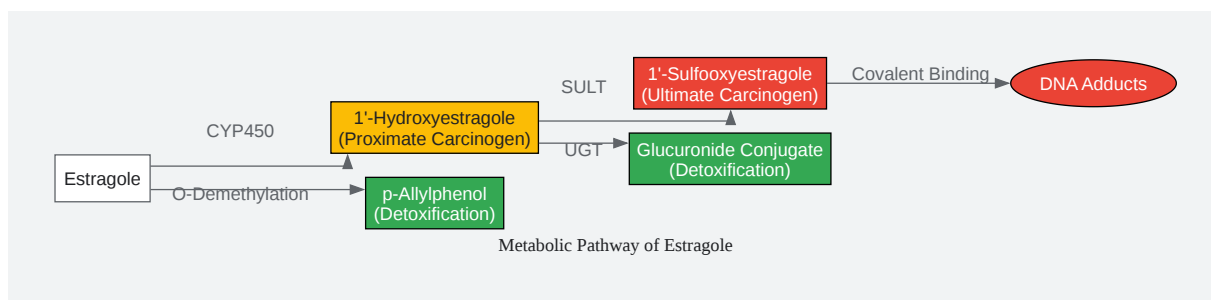 Estragole
CYP450
O-Demethylation
1'-Hydroxyestragole
(Proximate Carcinogen)
p-Allylphenol
(Detoxification)
SULT
UGT
1'-Sulfooxyestragole
(Ultimate Carcinogen)
Glucuronide Conjugate
(Detoxification)
Covalent Binding
DNA Adducts
Metabolic Pathway of Estragole